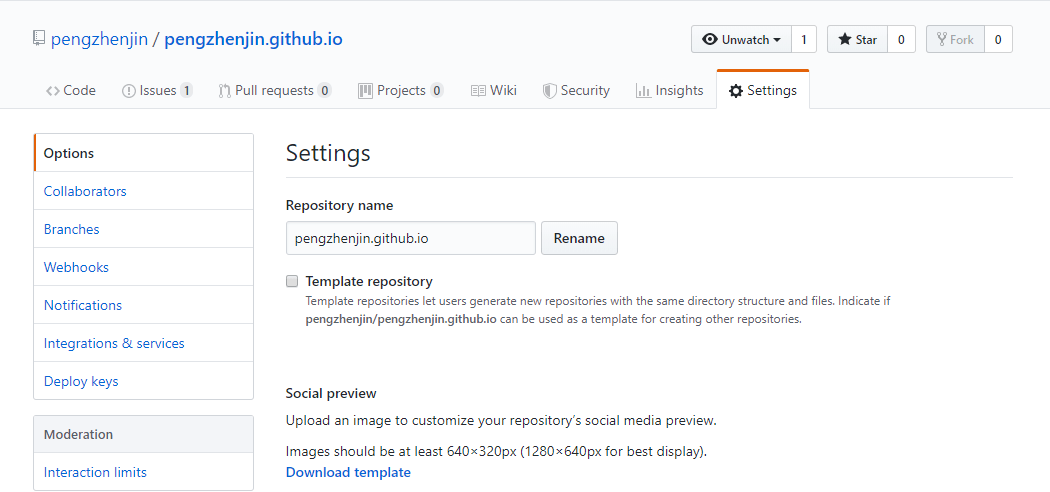 pengzhenjin / pengzhenjin.github.io
Unwatch 1 Star 0 Fork 0
Code Issues 1 Pull requests 0 Projects 0 Wiki Security Insights Settings
Options
Collaborators
Branches
Webhooks
Notifications
Integrations & services
Deploy keys
Moderation
Interaction limits
Settings
Repository name
pengzhenjin.github.io Rename
Template repository
Template repositories let users generate new repositories with the same directory structure and files. Indicate if
pengzhenjin/pengzhenjin.github.io can be used as a template for creating other repositories.
Social preview
Upload an image to customize your repository’s social media preview.
Images should be at least 640×320px (1280×640px for best display).
Download template